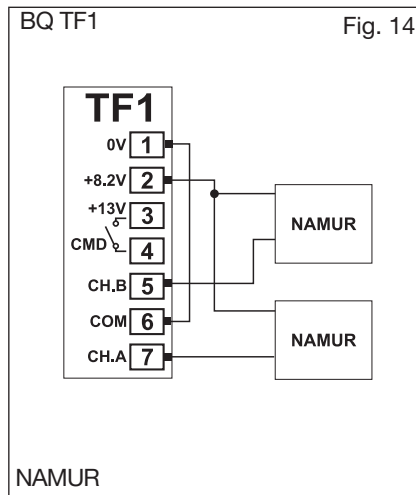 BQ TF1
Fig. 14
TF1
0V 1
+8.2V 2
+13V 3
CMD 4
CH.B 5
COM 6
CH.A 7
NAMUR
NAMUR
NAMUR